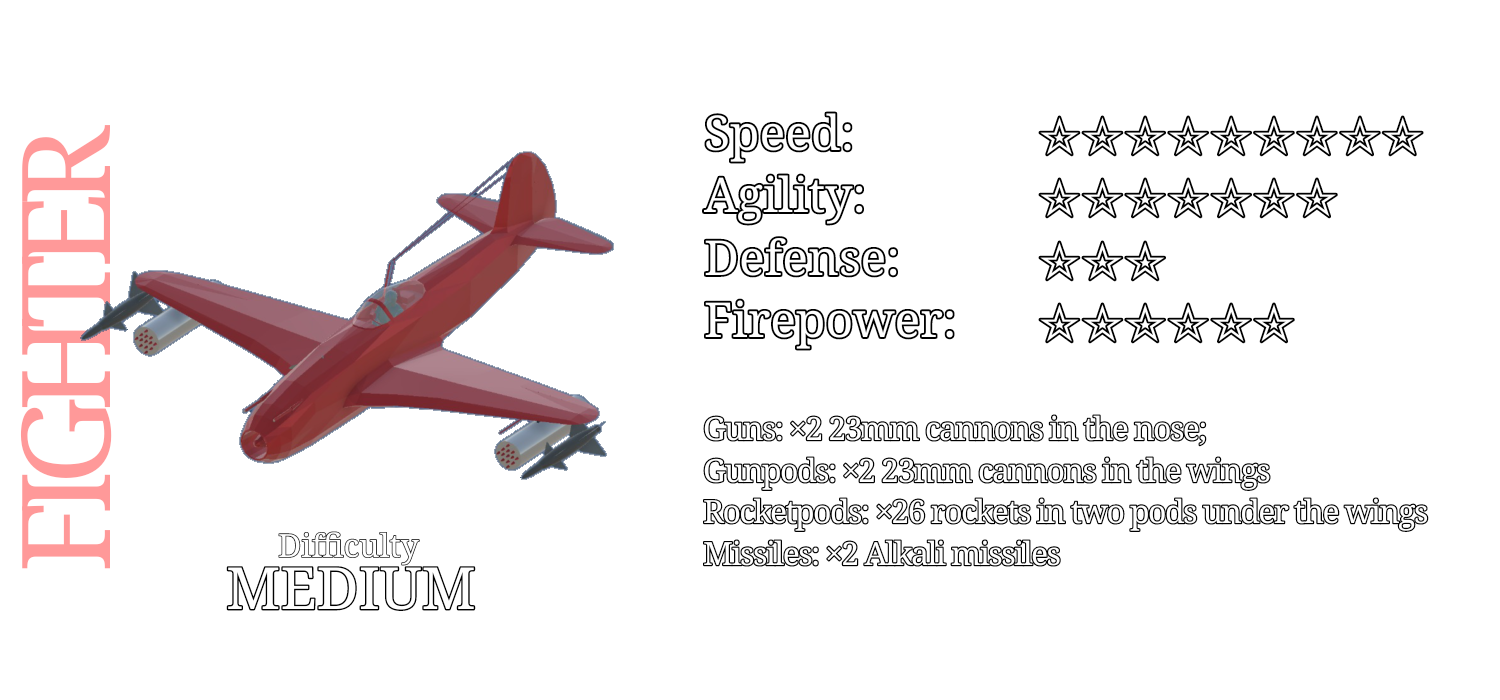 FIGHTER
Difficulty
MEDIUM
Speed:
Agility:
Defense:
Firepower:
Guns: ×2 23mm cannons in the nose;
Gunpods: ×2 23mm cannons in the wings
Rocketpods: ×26 rockets in two pods under the wings
Missiles: ×2 Alkali missiles